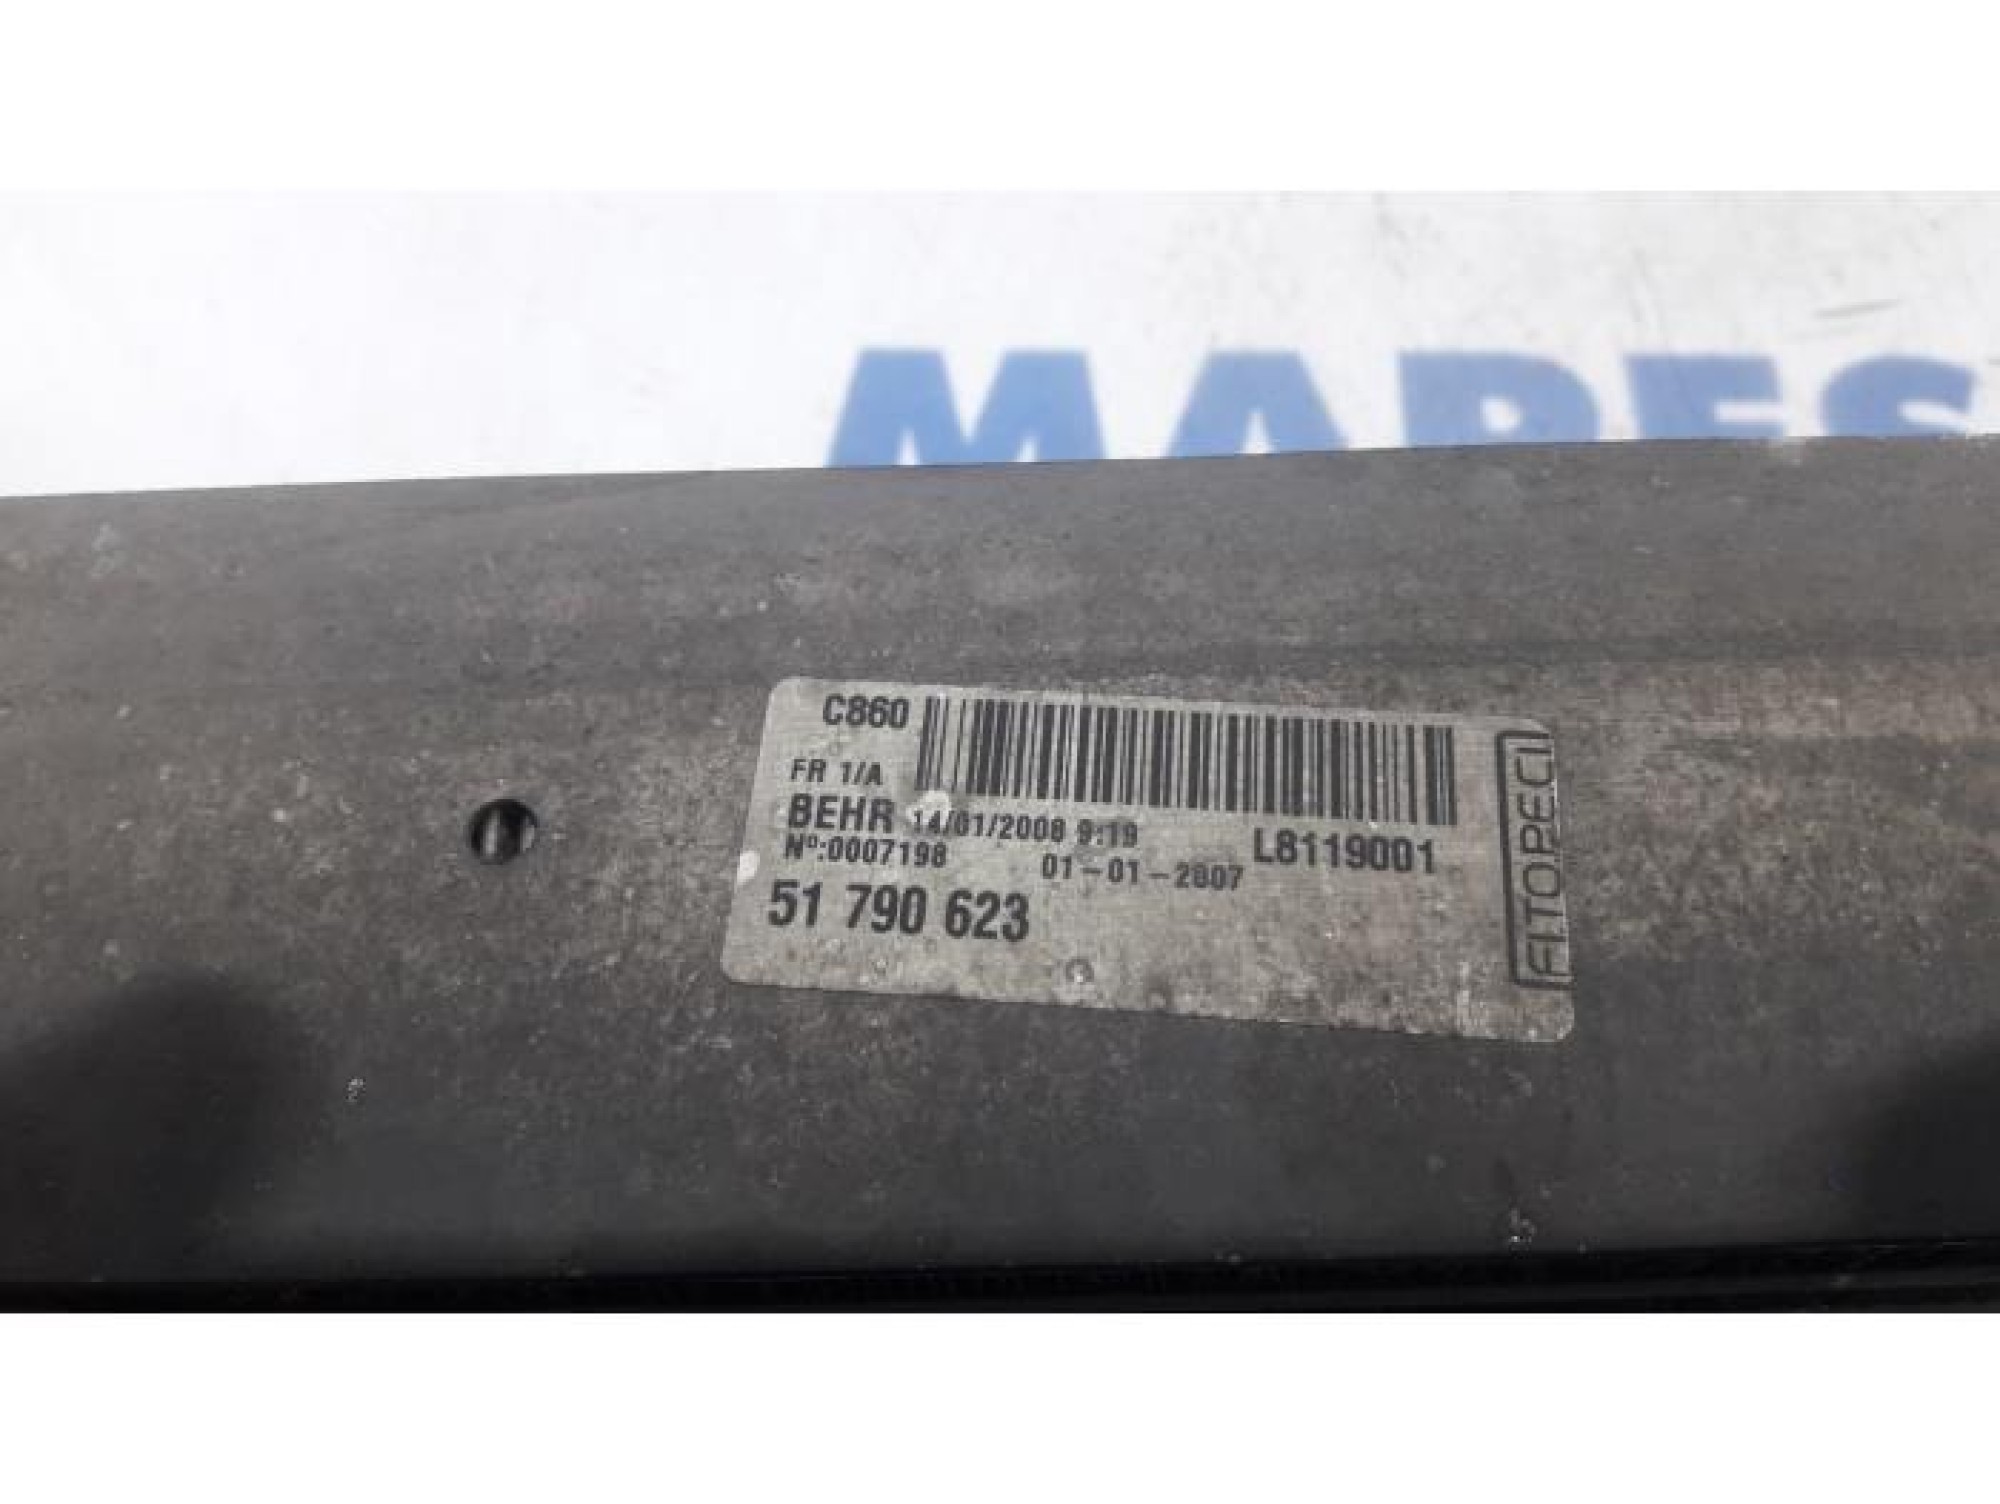 MARES
C860
FR 1/A
BEHR 14/01/2008 9:19
L8119001
Nº:0007198
01-01-2007
51 790 623
FITOPECI